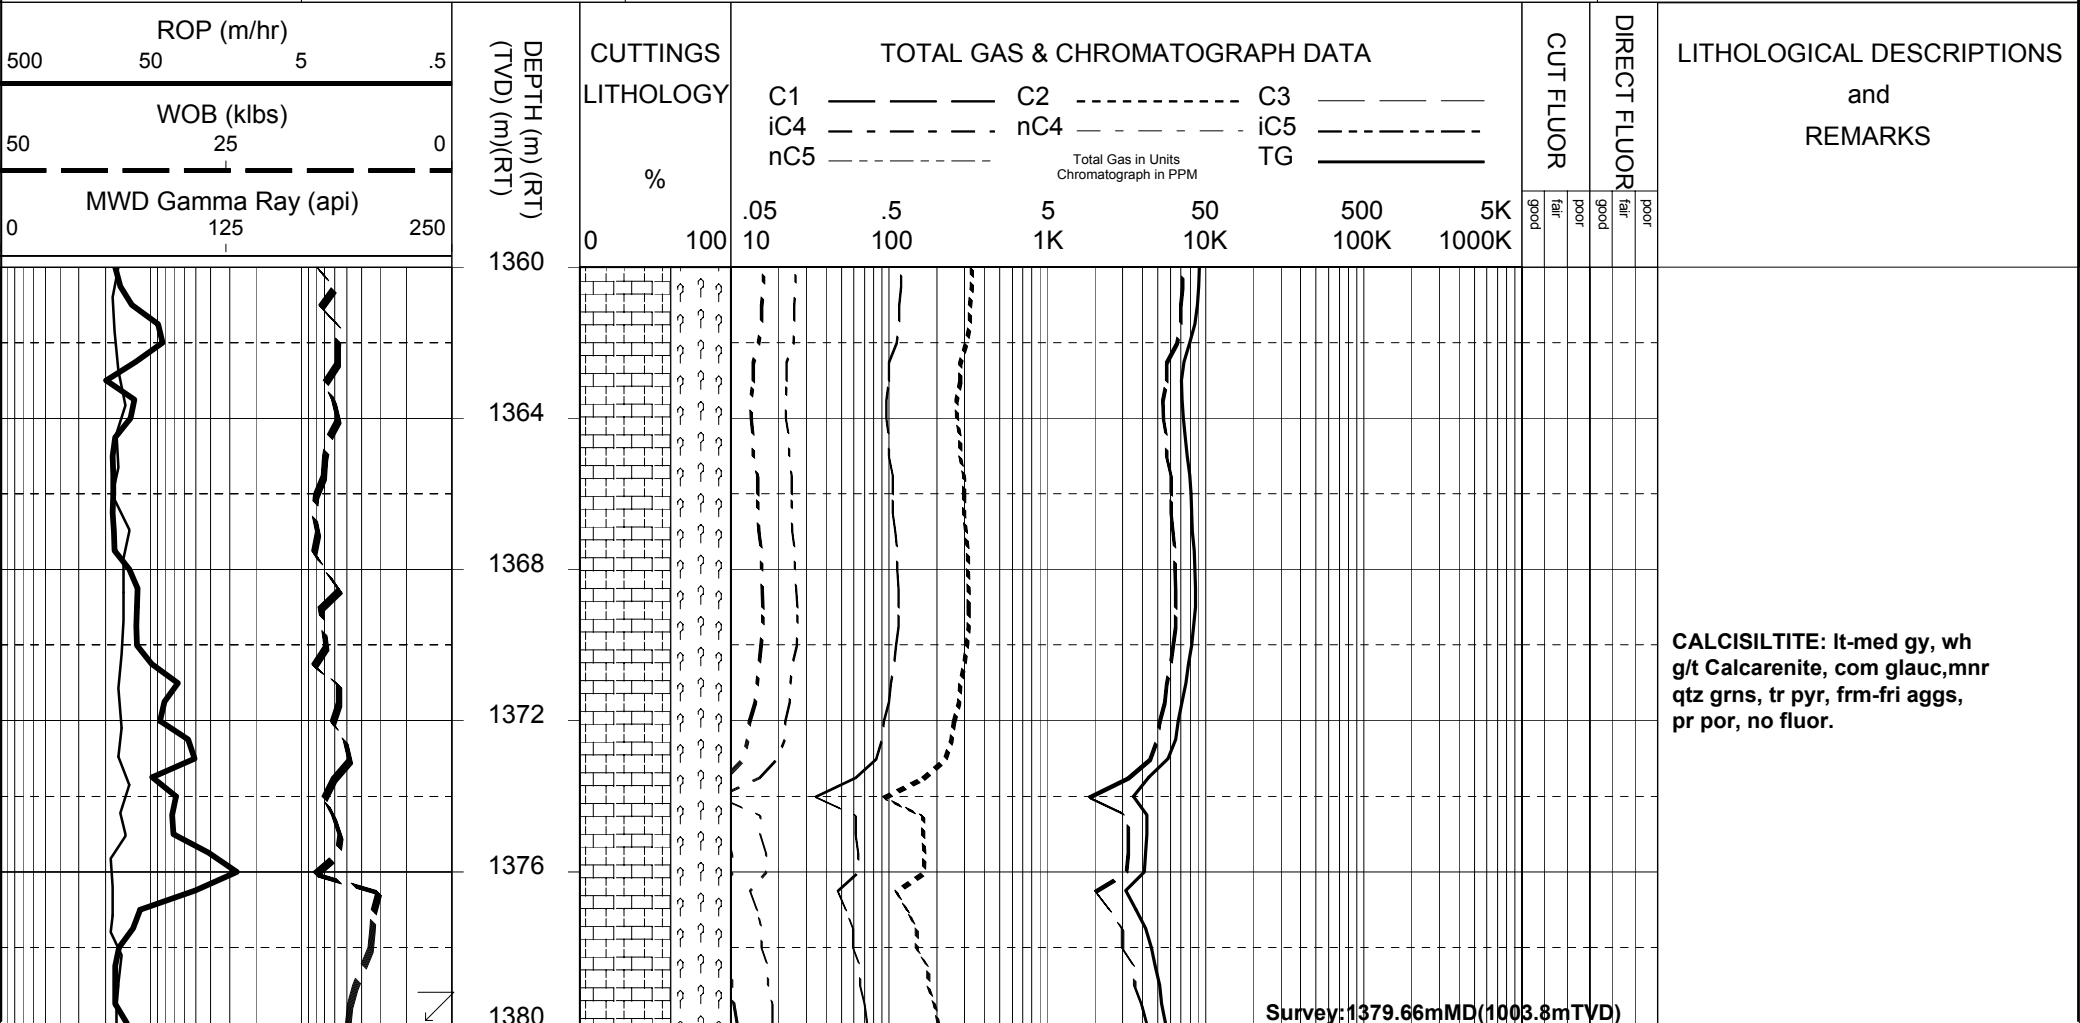 ROP (m/hr)
500 50 5 .5
WOB (klbs)
50 25 0
MWD Gamma Ray (api)
0 125 250
DEPTH (m) (RT)
(TVD) (m)(RT)
CUTTINGS
LITHOLOGY
%
0 100
TOTAL GAS & CHROMATOGRAPH DATA
C1 C2 C3
iC4 nC4 iC5
nC5 TG
Total Gas in Units
Chromatograph in PPM
.05 .5 5 50 500 5K
10 100 1K 10K 100K 1000K
CUT FLUOR
good fair poor
DIRECT FLUOR
good fair poor
LITHOLOGICAL DESCRIPTIONS
and
REMARKS
1360
1364
1368
1372
1376
1380
CALCISILTITE: lt-med gy, wh
g/t Calcarenite, com glauc,mnr
qtz grns, tr pyr, frm-fri aggs,
pr por, no fluor.
Survey:1379.66mMD(1003.8mTVD)